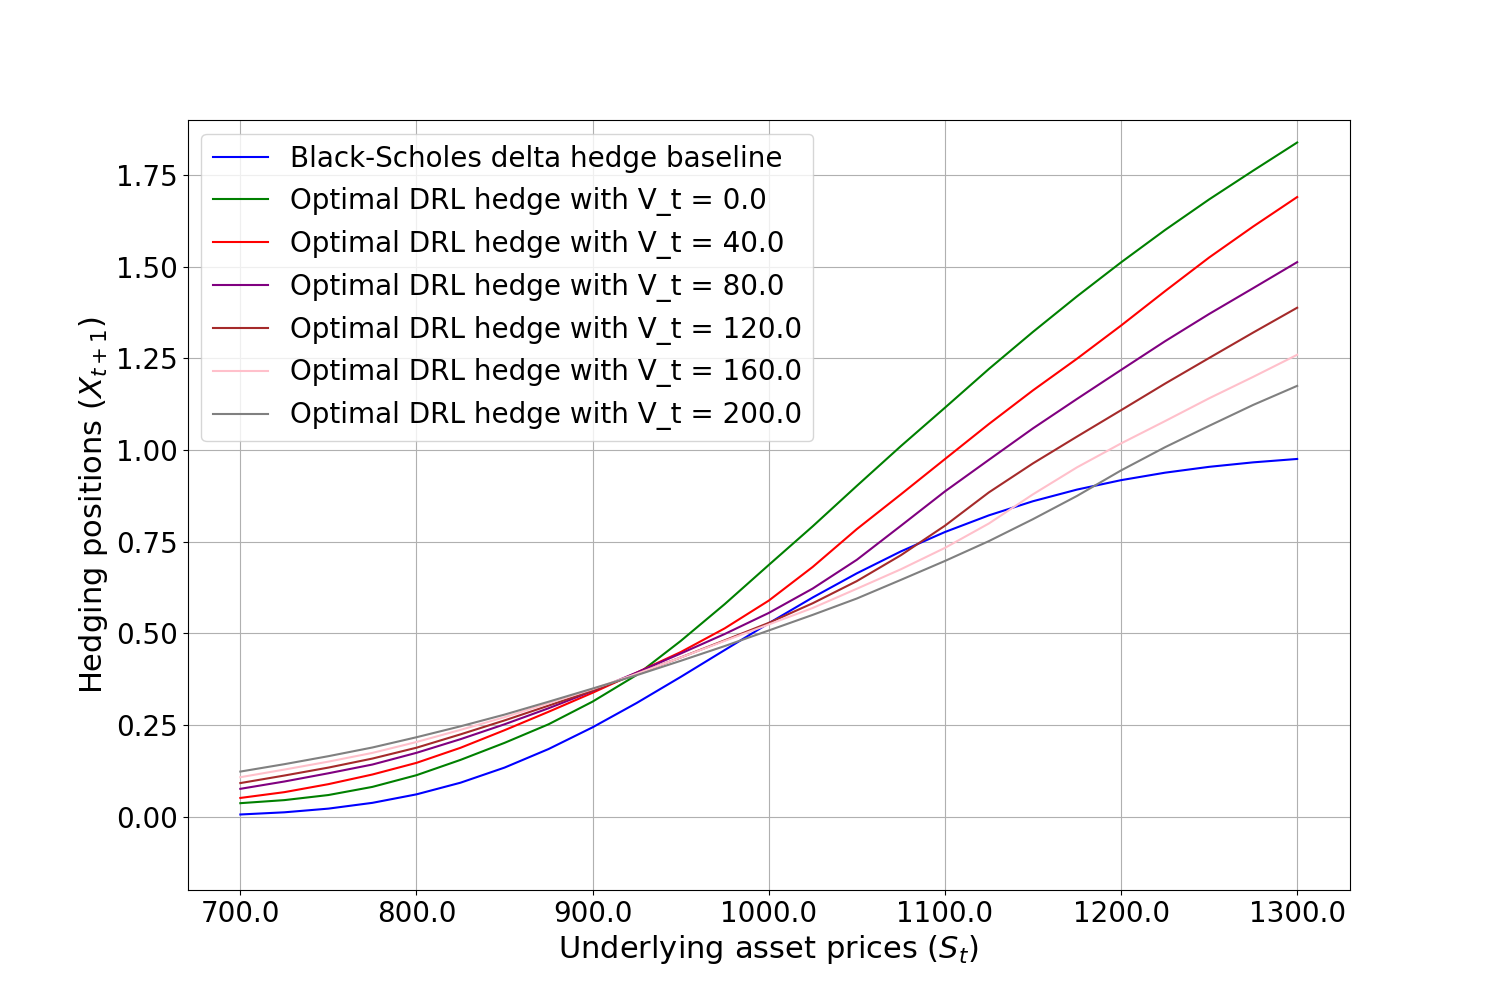 Black-Scholes delta hedge baseline
Optimal DRL hedge with V_t = 0.0
Optimal DRL hedge with V_t = 40.0
Optimal DRL hedge with V_t = 80.0
Optimal DRL hedge with V_t = 120.0
Optimal DRL hedge with V_t = 160.0
Optimal DRL hedge with V_t = 200.0
Hedging positions (X_{t+1})
1.75
1.50
1.25
1.00
0.75
0.50
0.25
0.00
700.0 800.0 900.0 1000.0 1100.0 1200.0 1300.0
Underlying asset prices (S_t)